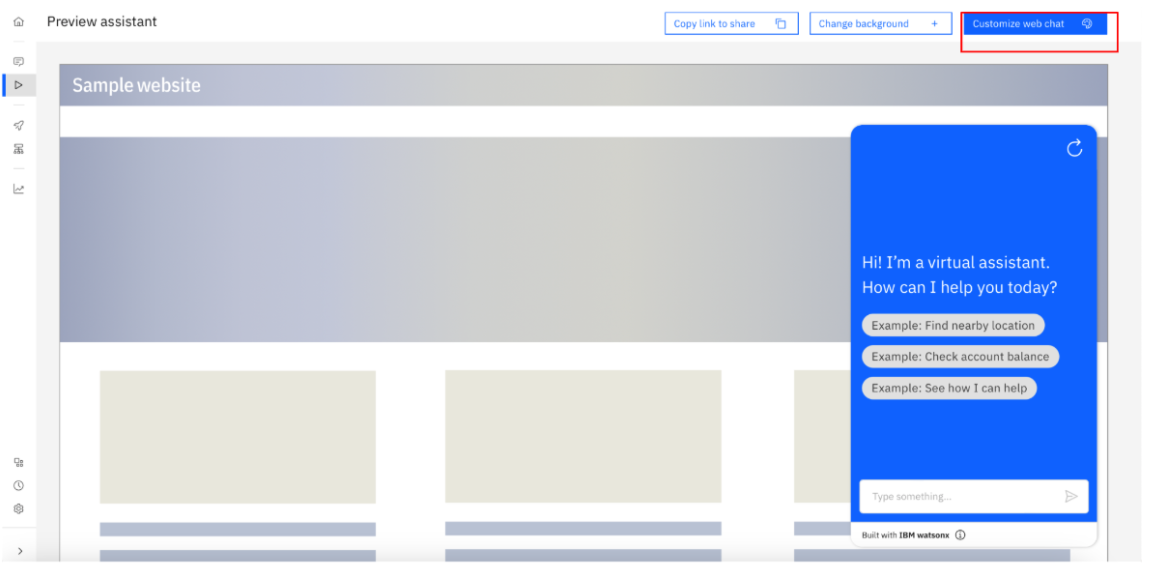 Preview assistant
Copy link to share
Change background +
Customize web chat
Sample website
Hi! I'm a virtual assistant.
How can I help you today?
Example: Find nearby location
Example: Check account balance
Example: See how I can help
Type something...
Built with IBM watsonx